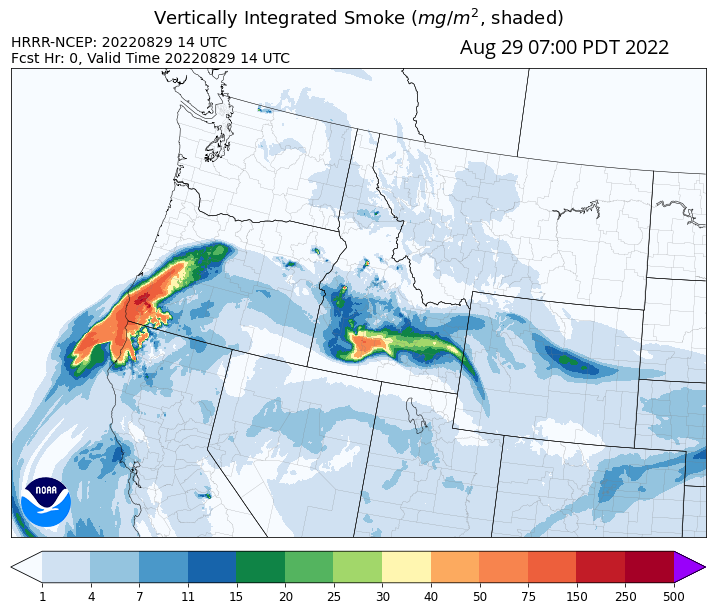 Vertically Integrated Smoke (mg/m², shaded)
HRRR-NCEP: 20220829 14 UTC
Aug 29 07:00 PDT 2022
Fcst Hr: 0, Valid Time 20220829 14 UTC
NOAA
1 4 7 11 15 20 25 30 40 50 75 150 250 500